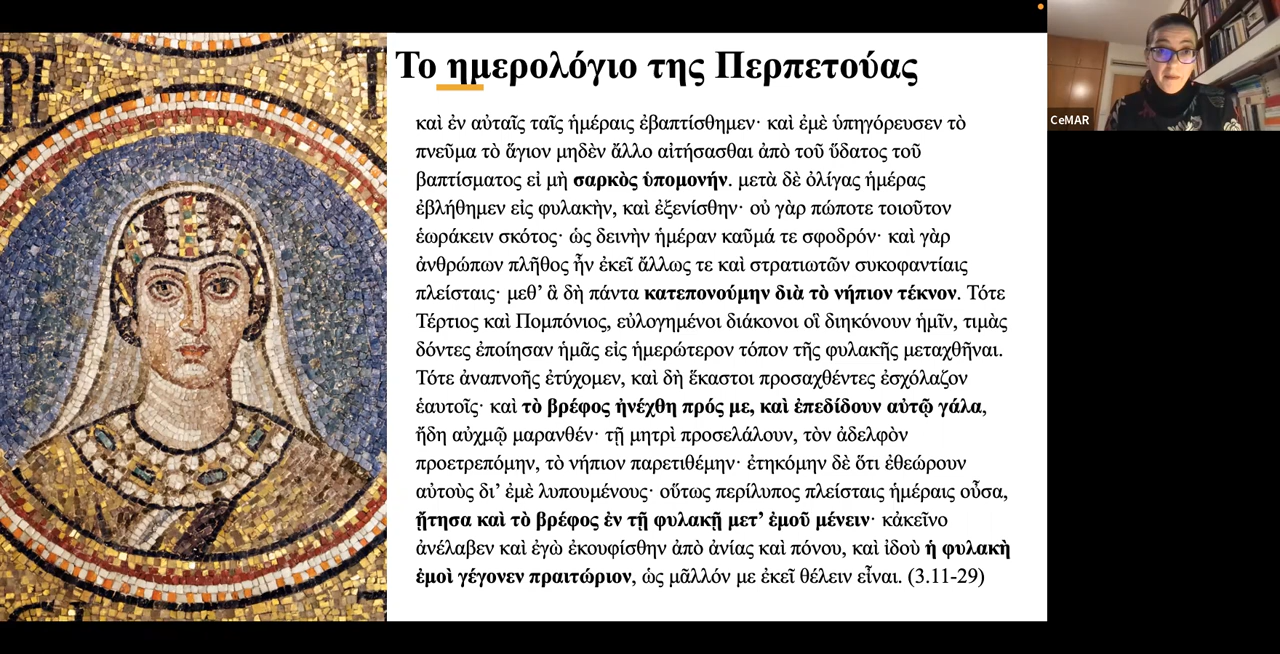 ΡΕ
Τ
Το ημερολόγιο της Περπετούας
καὶ ἐν αὐταῖς ταῖς ἡμέραις ἐβαπτίσθημεν· καὶ ἐμὲ ὑπηγόρευσεν τὸ
πνεῦμα τὸ ἅγιον μηδὲν ἄλλο αἰτήσασθαι ἀπὸ τοῦ ὕδατος τοῦ
βαπτίσματος εἰ μὴ σαρκὸς ὑπομονήν. μετὰ δὲ ὀλίγας ἡμέρας
ἐβλήθημεν εἰς φυλακὴν, καὶ ἐξενίσθην· οὐ γὰρ πώποτε τοιοῦτον
ἑωράκειν σκότος· ὡς δεινὴν ἡμέραν καῦμά τε σφοδρόν· καὶ γὰρ
ἀνθρώπων πλῆθος ἦν ἐκεῖ ἄλλως τε καὶ στρατιωτῶν συκοφαντίαις
πλείσταις· μεθ’ ἃ δὴ πάντα κατεπονούμην διὰ τὸ νήπιον τέκνον. Τότε
Τέρτιος καὶ Πομπόνιος, εὐλογημένοι διάκονοι οἳ διηκόνουν ἡμῖν, τιμὰς
δόντες ἐποίησαν ἡμᾶς εἰς ἡμερώτερον τόπον τῆς φυλακῆς μεταχθῆναι.
Τότε ἀναπνοῆς ἐτύχομεν, καὶ δὴ ἕκαστοι προσαχθέντες ἐσχόλαζον
ἑαυτοῖς· καὶ τὸ βρέφος ἠνέχθη πρός με, καὶ ἐπεδίδουν αὐτῷ γάλα,
ἤδη αὐχμῷ μαρανθέν· τῇ μητρὶ προσελάλουν, τὸν ἀδελφὸν
προετρεπόμην, τὸ νήπιον παρετιθέμην· ἐτηκόμην δὲ ὅτι ἐθεώρουν
αὐτοὺς δι’ ἐμὲ λυπουμένους· οὕτως περίλυπος πλείσταις ἡμέραις οὖσα,
ᾔτησα καὶ τὸ βρέφος ἐν τῇ φυλακῇ μετ’ ἐμοῦ μένειν· κἀκεῖνο
ἀνέλαβεν καὶ ἐγὼ ἐκουφίσθην ἀπὸ ἀνίας καὶ πόνου, καὶ ἰδοὺ ἡ φυλακὴ
ἐμοὶ γέγονεν πραιτώριον, ὡς μᾶλλόν με ἐκεῖ θέλειν εἶναι. (3.11-29)
CeMAR